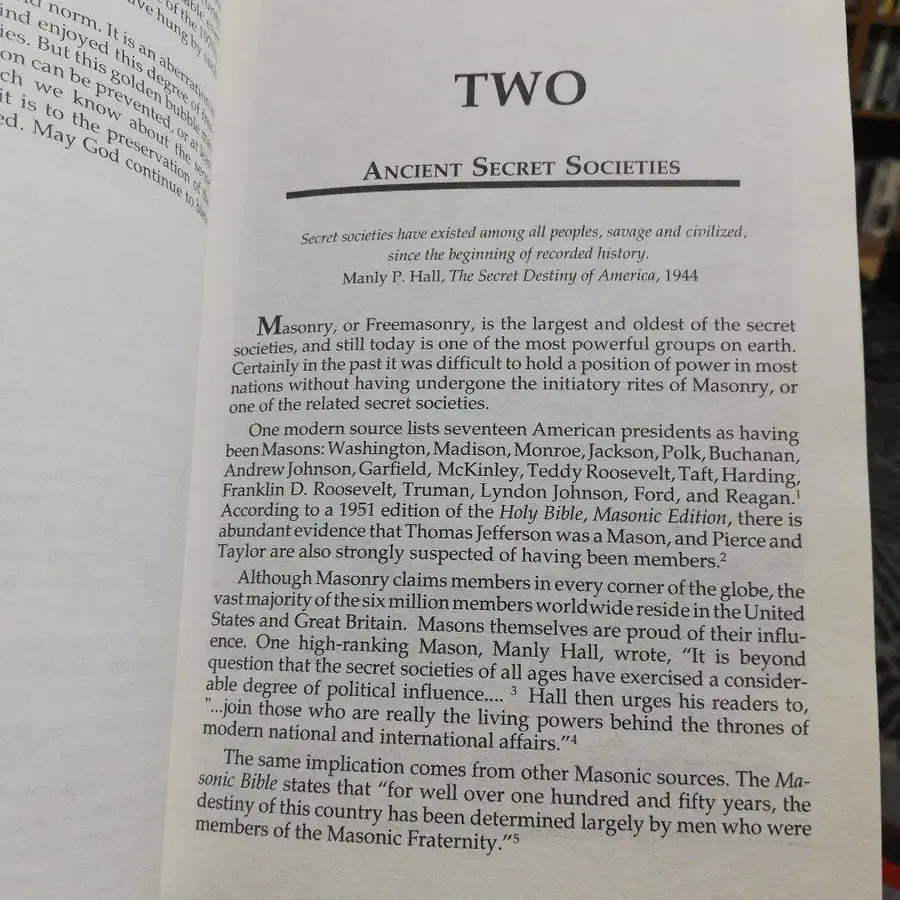 of the 1970s
have hung by
norm. It is an aberration
enjoyed this degree of
But this golden bubble
on can be prevented, or at
we know about the
it is to the preservation of
May God continue to
TWO
ANCIENT SECRET SOCIETIES
Secret societies have existed among all peoples, savage and civilized,
since the beginning of recorded history.
Manly P. Hall, The Secret Destiny of America, 1944
Masonry, or Freemasonry, is the largest and oldest of the secret
societies, and still today is one of the most powerful groups on earth.
Certainly in the past it was difficult to hold a position of power in most
nations without having undergone the initiatory rites of Masonry, or
one of the related secret societies.
One modern source lists seventeen American presidents as having
been Masons: Washington, Madison, Monroe, Jackson, Polk, Buchanan,
Andrew Johnson, Garfield, McKinley, Teddy Roosevelt, Taft, Harding,
Franklin D. Roosevelt, Truman, Lyndon Johnson, Ford, and Reagan.¹
According to a 1951 edition of the Holy Bible, Masonic Edition, there is
abundant evidence that Thomas Jefferson was a Mason, and Pierce and
Taylor are also strongly suspected of having been members.²
Although Masonry claims members in every corner of the globe, the
vast majority of the six million members worldwide reside in the United
States and Great Britain. Masons themselves are proud of their influ-
ence. One high-ranking Mason, Manly Hall, wrote, “It is beyond
question that the secret societies of all ages have exercised a consider-
able degree of political influence.... ³ Hall then urges his readers to,
"...join those who are really the living powers behind the thrones of
modern national and international affairs.”⁴
The same implication comes from other Masonic sources. The Ma-
sonic Bible states that “for well over one hundred and fifty years, the
destiny of this country has been determined largely by men who were
members of the Masonic Fraternity.”⁵